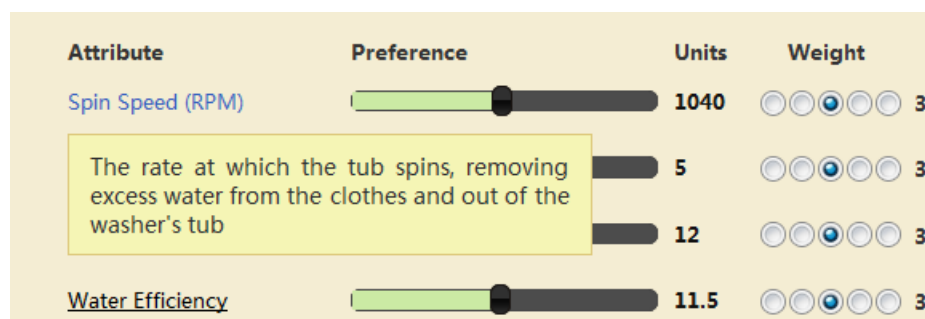 Attribute Preference Units Weight
Spin Speed (RPM) 1040 3
The rate at which the tub spins, removing
excess water from the clothes and out of the
washer's tub
5 3
12 3
Water Efficiency 11.5 3